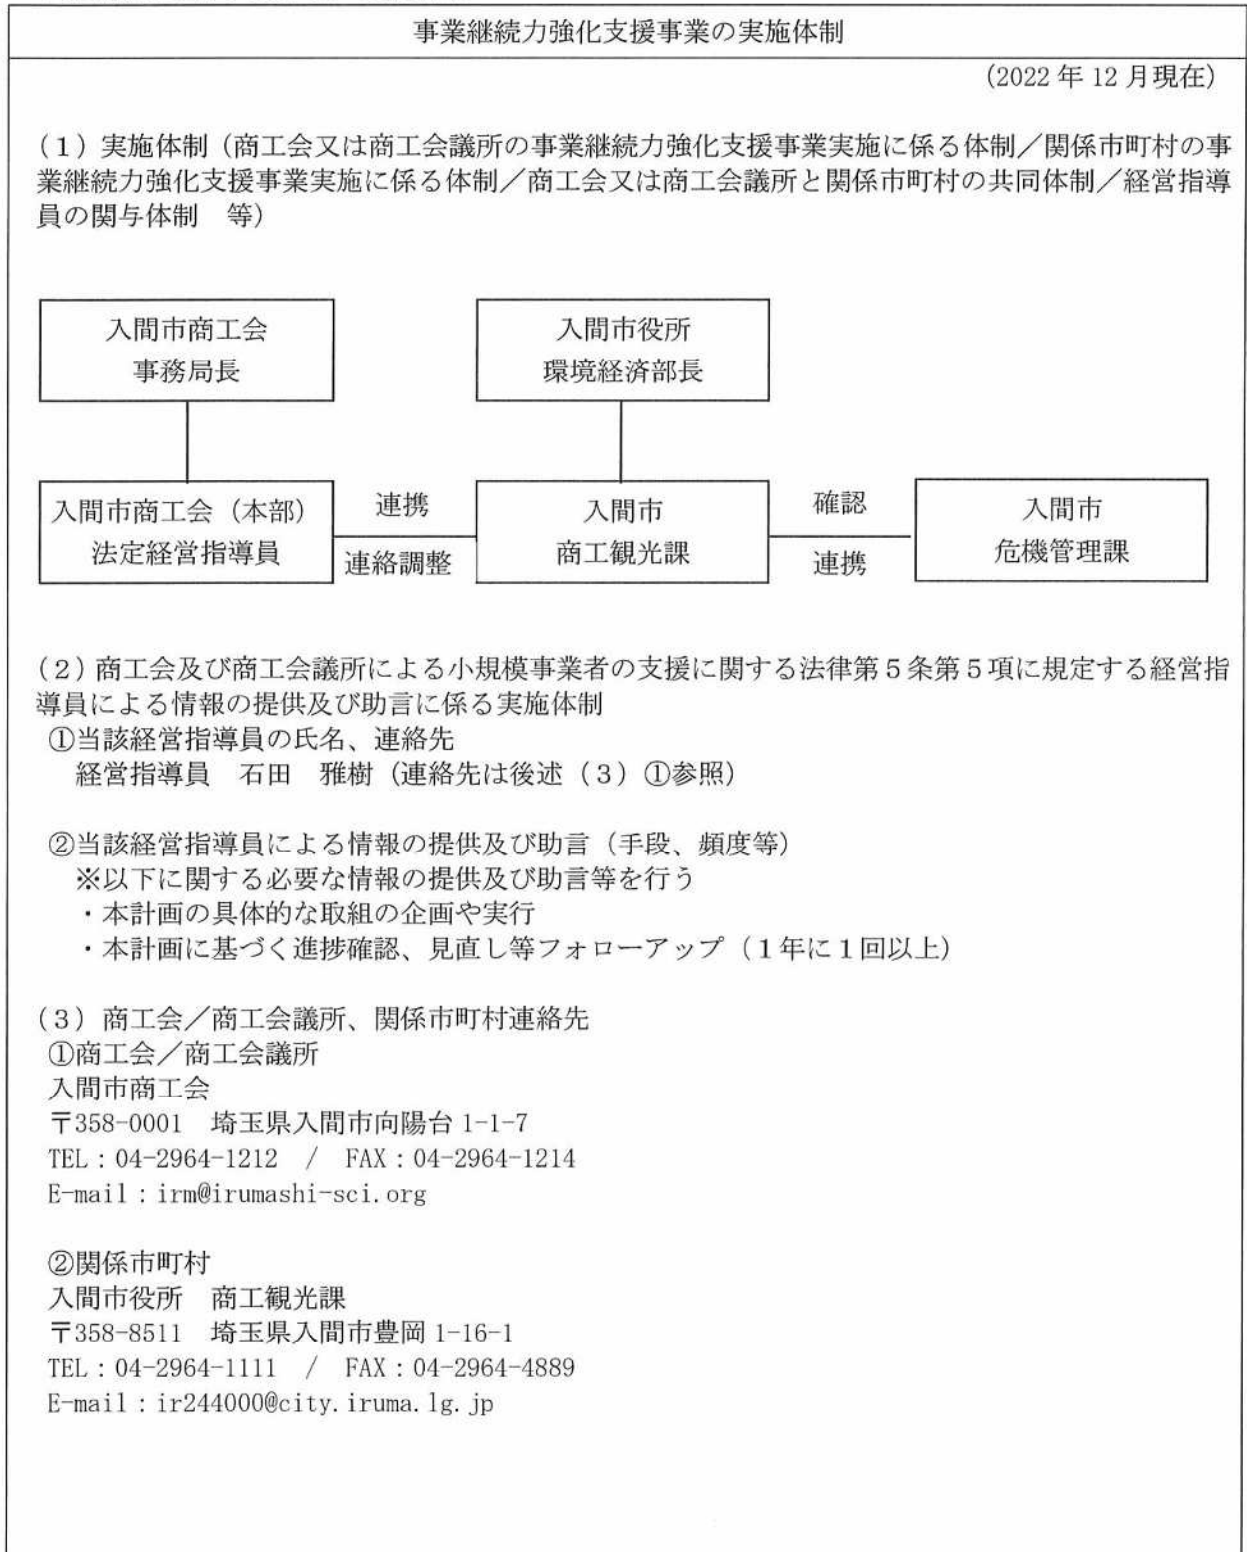 事業継続力強化支援事業の実施体制
（2022 年 12 月現在）
（１）実施体制（商工会又は商工会議所の事業継続力強化支援事業実施に係る体制／関係市町村の事
業継続力強化支援事業実施に係る体制／商工会又は商工会議所と関係市町村の共同体制／経営指導
員の関与体制　等）
入間市商工会
事務局長
入間市役所
環境経済部長
入間市商工会（本部）
法定経営指導員
連携
連絡調整
入間市
商工観光課
確認
連携
入間市
危機管理課
（２）商工会及び商工会議所による小規模事業者の支援に関する法律第５条第５項に規定する経営指
導員による情報の提供及び助言に係る実施体制
①当該経営指導員の氏名、連絡先
経営指導員　石田　雅樹（連絡先は後述（３）①参照）
②当該経営指導員による情報の提供及び助言（手段、頻度等）
※以下に関する必要な情報の提供及び助言等を行う
・本計画の具体的な取組の企画や実行
・本計画に基づく進捗確認、見直し等フォローアップ（１年に１回以上）
（３）商工会／商工会議所、関係市町村連絡先
①商工会／商工会議所
入間市商工会
〒358-0001　埼玉県入間市向陽台 1-1-7
TEL：04-2964-1212　/　FAX：04-2964-1214
E-mail：irm@irumashi-sci.org
②関係市町村
入間市役所　商工観光課
〒358-8511　埼玉県入間市豊岡 1-16-1
TEL：04-2964-1111　/　FAX：04-2964-4889
E-mail：ir244000@city.iruma.lg.jp